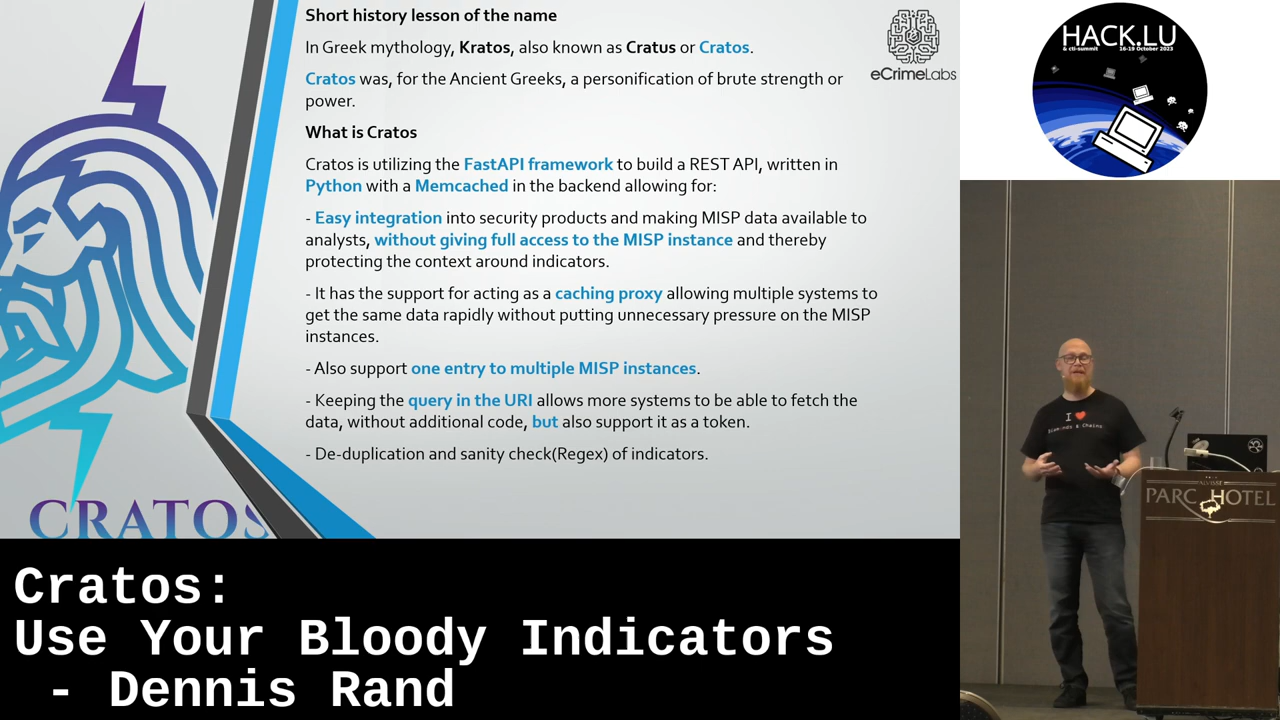 Short history lesson of the name
In Greek mythology, Kratos, also known as Cratus or Cratos.
Cratos was, for the Ancient Greeks, a personification of brute strength or
power.
What is Cratos
Cratos is utilizing the FastAPI framework to build a REST API, written in
Python with a Memcached in the backend allowing for:
- Easy integration into security products and making MISP data available to
analysts, without giving full access to the MISP instance and thereby
protecting the context around indicators.
- It has the support for acting as a caching proxy allowing multiple systems to
get the same data rapidly without putting unnecessary pressure on the MISP
instances.
- Also support one entry to multiple MISP instances.
- Keeping the query in the URI allows more systems to be able to fetch the
data, without additional code, but also support it as a token.
- De-duplication and sanity check(Regex) of indicators.
CRATOS
eCrimeLabs
HACK.LU
& cti-summit 16-19 October 2023
I
Diamonds & Chains
PARC HOTEL
Cratos:
Use Your Bloody Indicators
- Dennis Rand